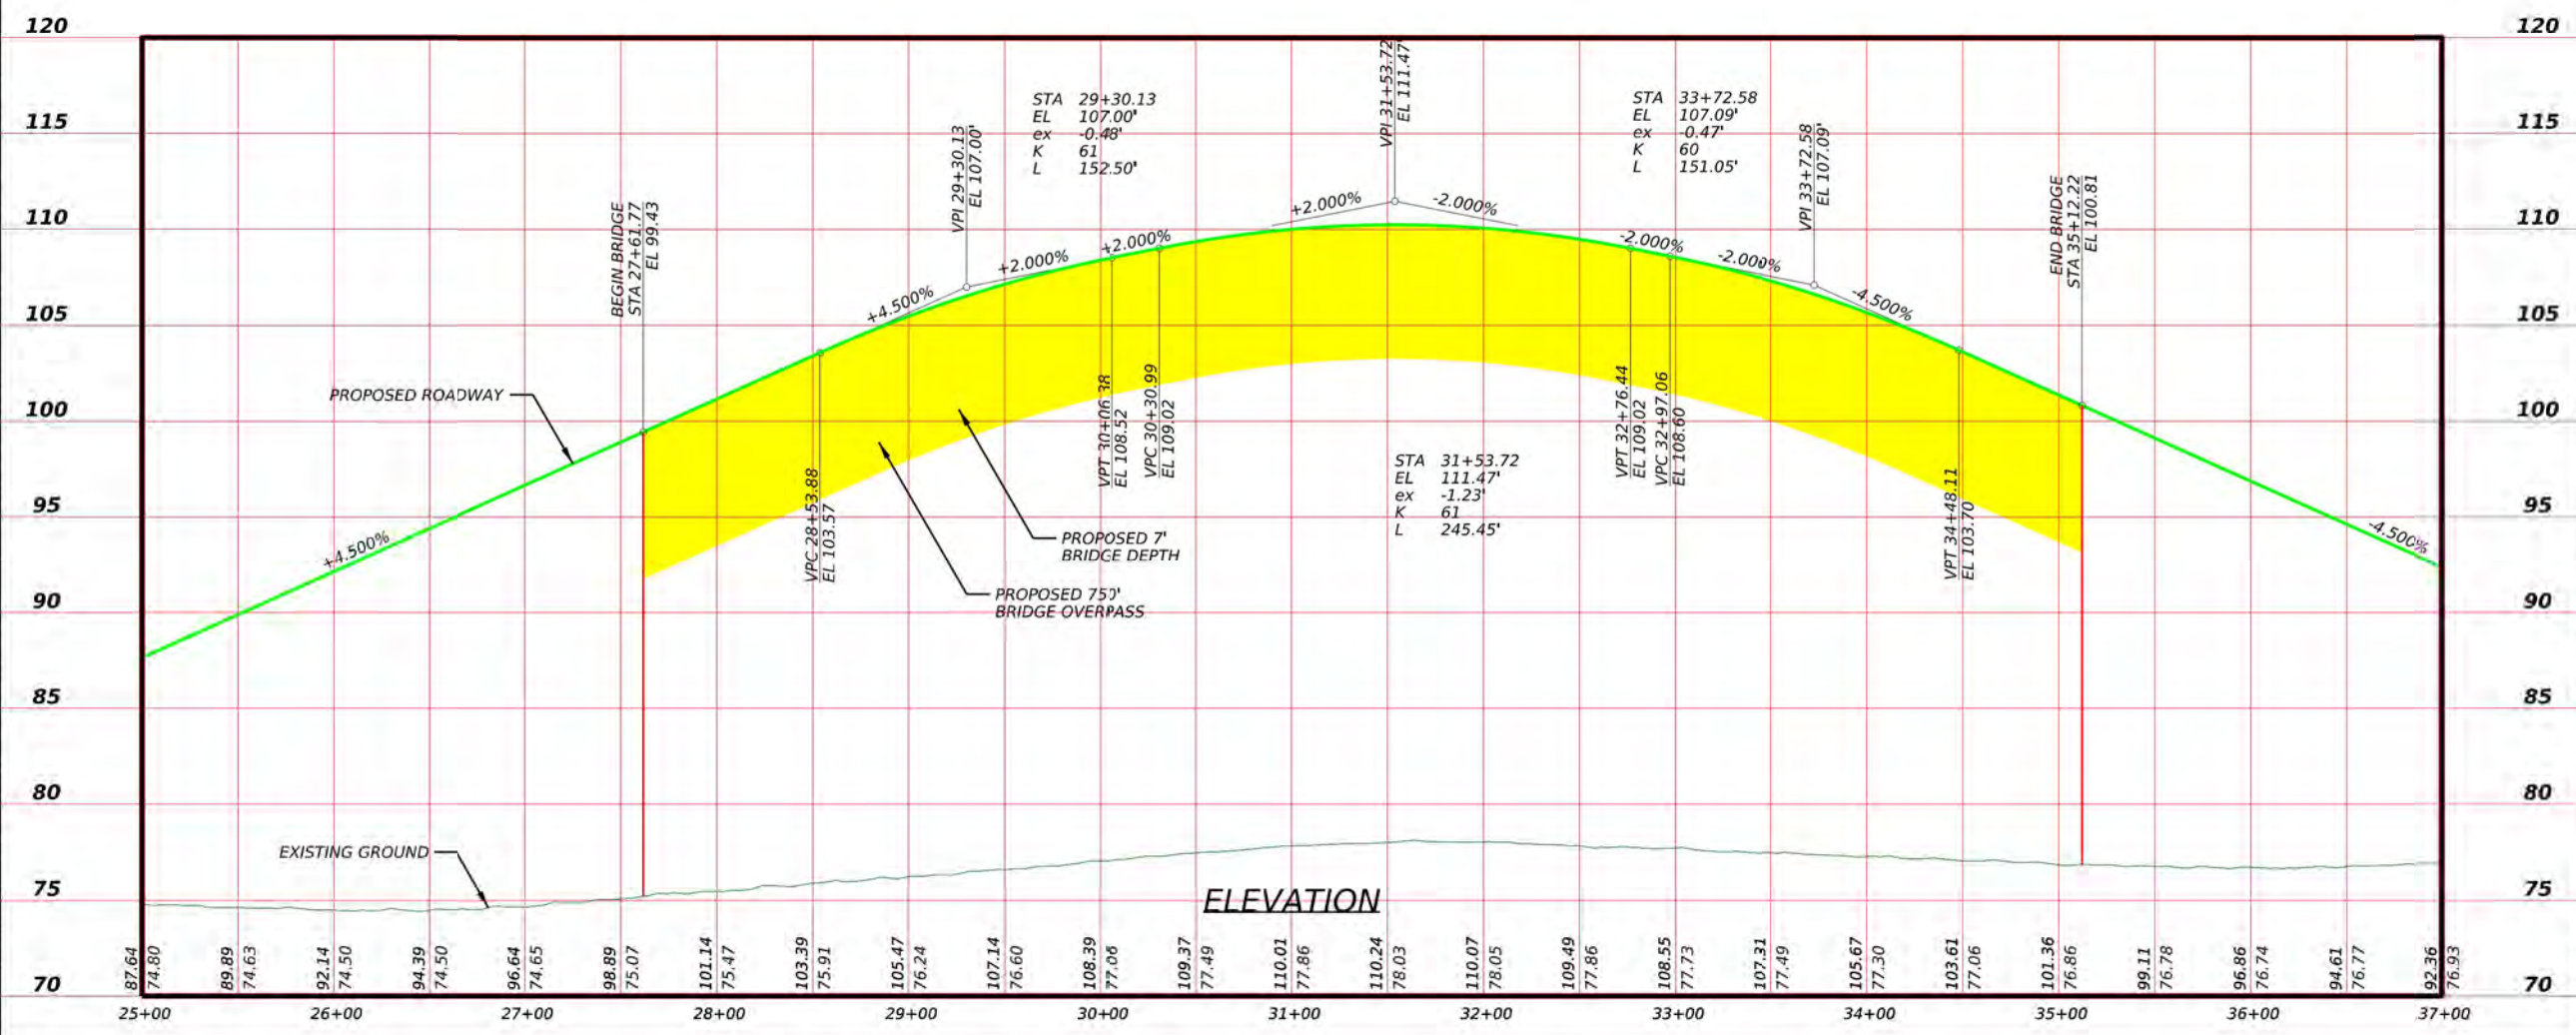 120
120
115
115
110
110
105
105
100
100
95
95
90
90
85
85
80
80
75
75
70
70
BEGIN BRIDGE
STA 27+61.77
EL 99.43
VPI 29+30.13
EL 107.00'
STA 29+30.13
EL 107.00'
ex -0.48'
K 61
L 152.50'
VPI 31+53.72
EL 111.47'
STA 33+72.58
EL 107.09'
ex -0.47'
K 60
L 151.05'
VPI 33+72.58
EL 107.09'
END BRIDGE
STA 35+12.22
EL 100.81
+4.500%
+4.500%
+2.000%
+2.000%
+2.000%
-2.000%
-2.000%
-2.000%
-4.500%
-4.500%
PROPOSED ROADWAY
VPC 28+53.88
EL 103.57
VPT 30+06.38
EL 108.52
VPC 30+30.99
EL 109.02
VPT 32+76.44
EL 109.02
VPC 32+97.06
EL 108.60
VPT 34+48.11
EL 103.70
STA 31+53.72
EL 111.47'
ex -1.23'
K 61
L 245.45'
PROPOSED 7'
BRIDGE DEPTH
PROPOSED 750'
BRIDGE OVERPASS
EXISTING GROUND
ELEVATION
87.64
74.80
89.89
74.63
92.14
74.50
94.39
74.50
96.64
74.65
98.89
75.07
101.14
75.47
103.39
75.91
105.47
76.24
107.14
76.60
108.39
77.06
109.37
77.49
110.01
77.86
110.24
78.03
110.07
78.05
109.49
77.86
108.55
77.73
107.31
77.49
105.67
77.30
103.61
77.06
101.36
76.86
99.11
76.78
96.86
76.74
94.61
76.77
92.36
76.93
25+00
26+00
27+00
28+00
29+00
30+00
31+00
32+00
33+00
34+00
35+00
36+00
37+00